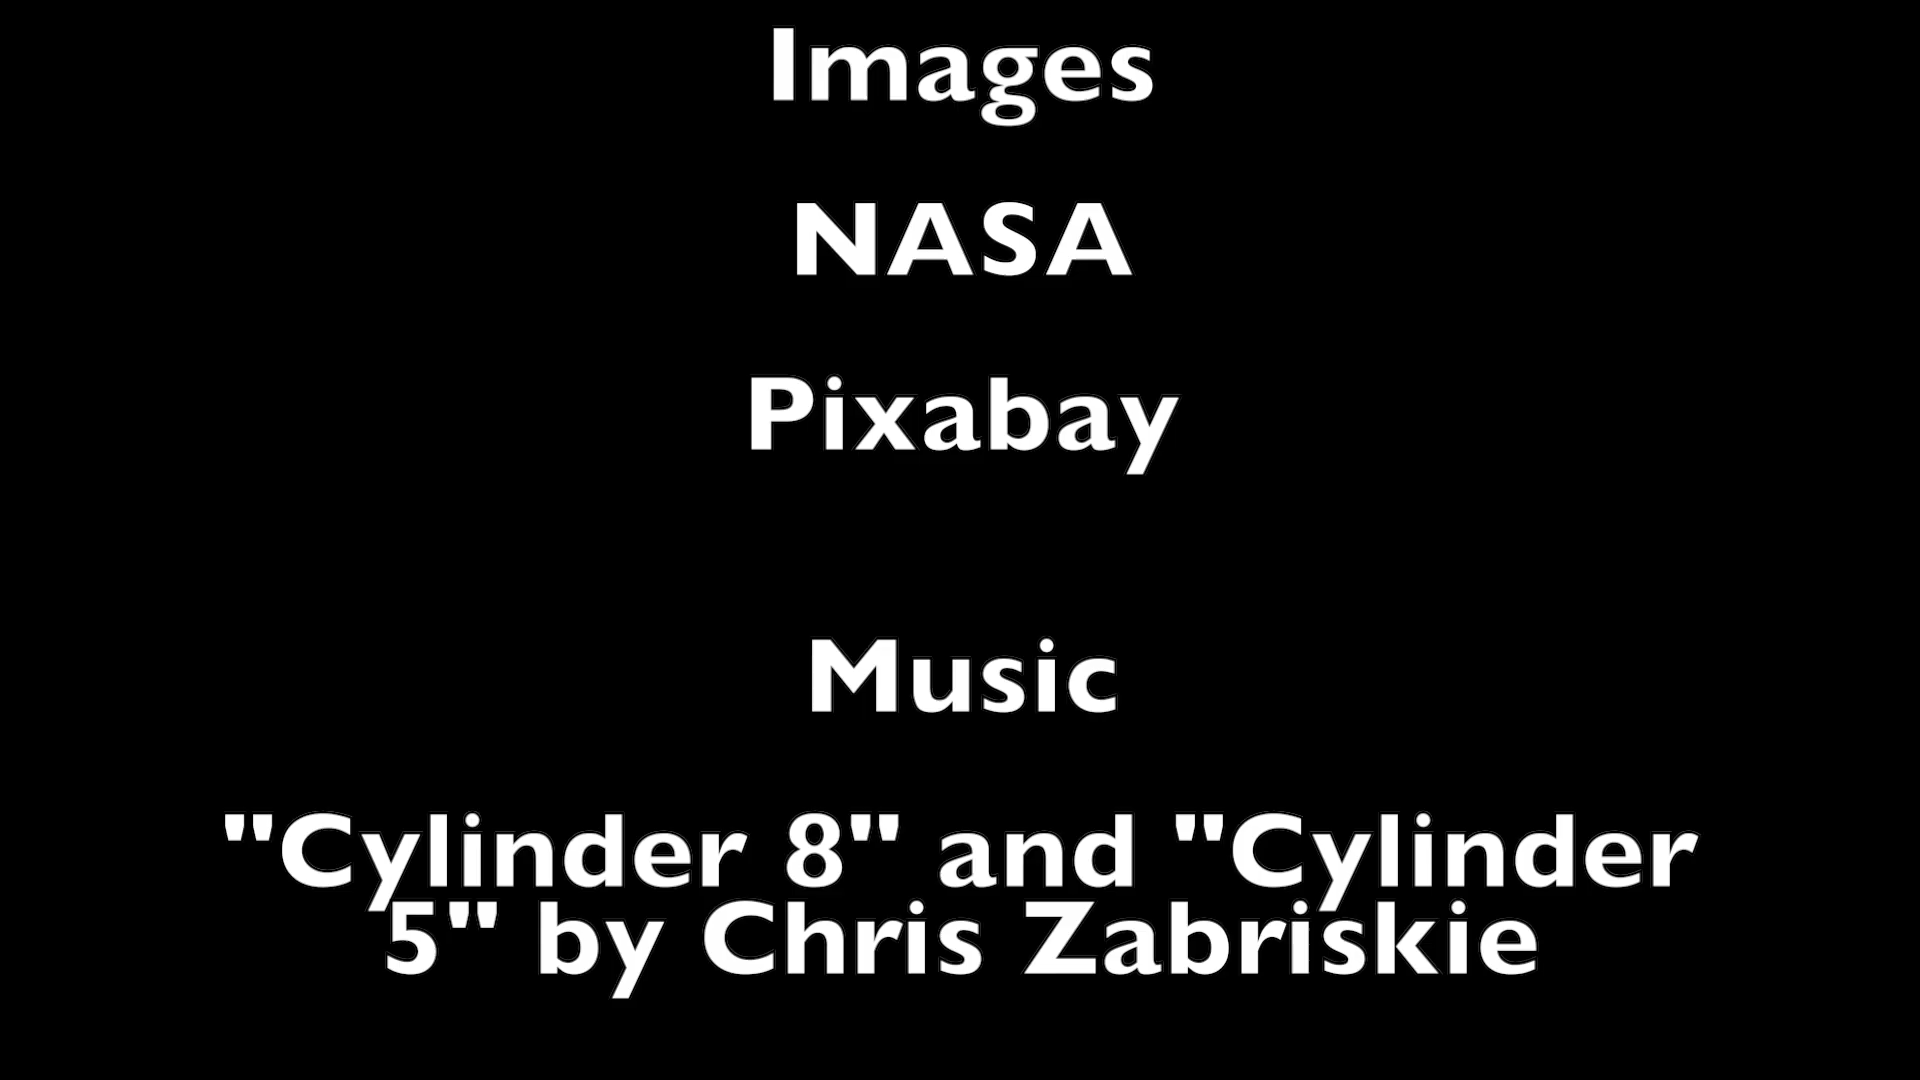 Images
NASA
Pixabay
Music
"Cylinder 8" and "Cylinder
5" by Chris Zabriskie